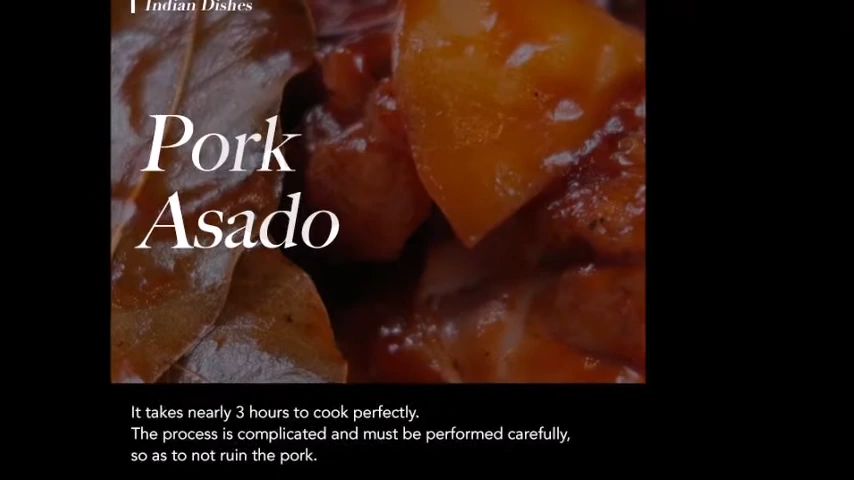 Indian Dishes
Pork
Asado
It takes nearly 3 hours to cook perfectly.
The process is complicated and must be performed carefully,
so as to not ruin the pork.